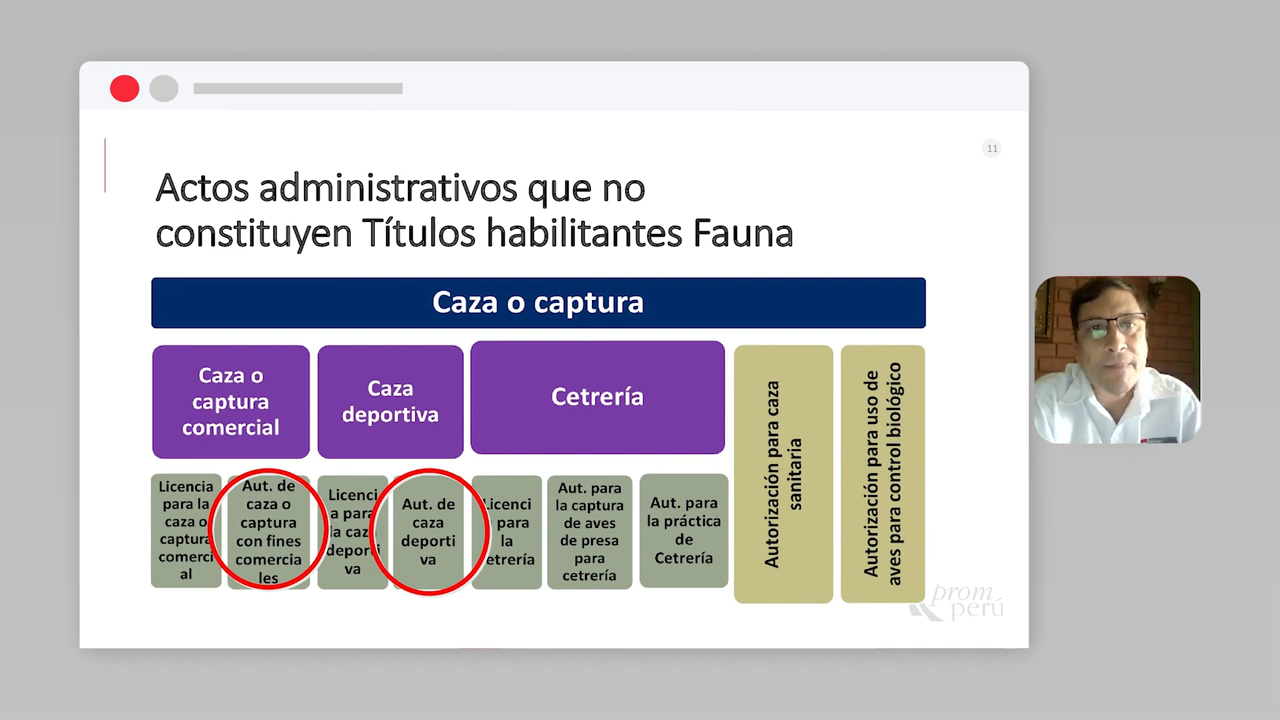 11
Actos administrativos que no
constituyen Títulos habilitantes Fauna
Caza o captura
Caza o
captura
comercial
Caza
deportiva
Cetrería
Autorización para caza
sanitaria
Autorización para uso de
aves para control biológico
Licencia
para la
caza o
captura
comerci
al
Aut. de
caza o
captura
con fines
comercia
les
Licenci
a para
la caza
deporti
va
Aut. de
caza
deporti
va
Licenci
para
la
etrería
Aut. para
la captura
de aves
de presa
para
cetrería
Aut. para
la práctica
de
Cetrería
prom
perú